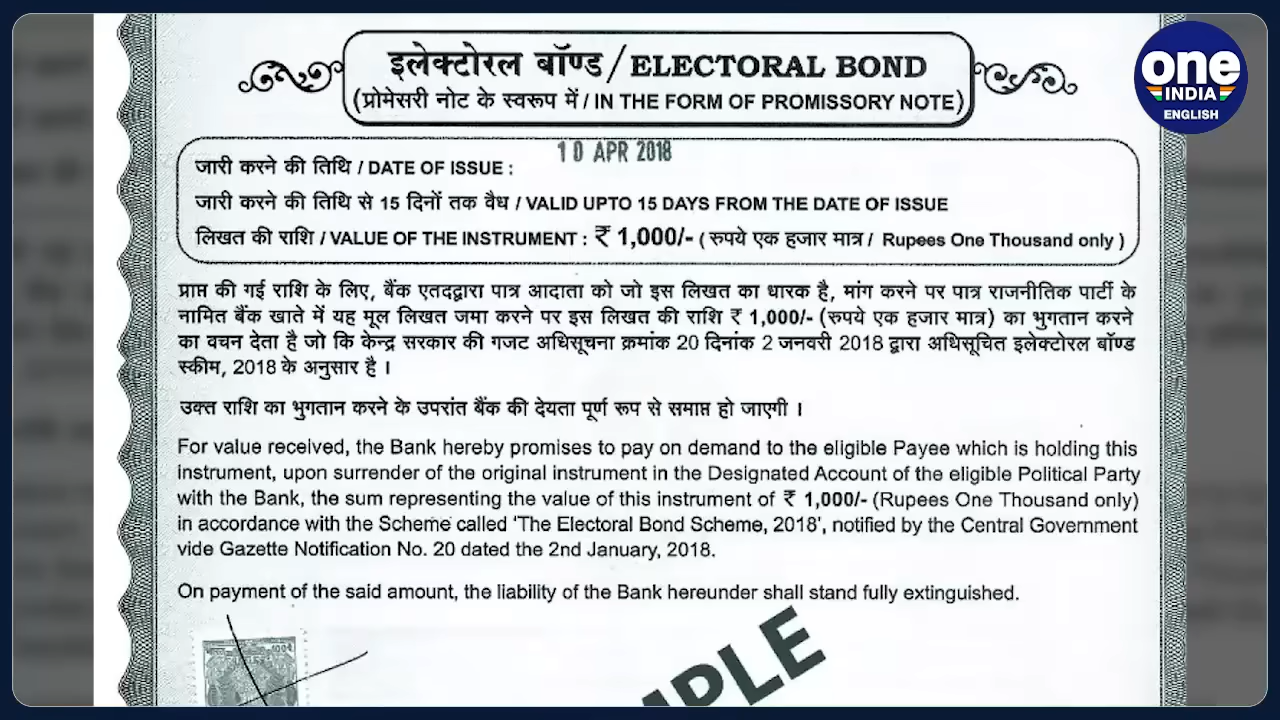 इलेक्टोरल बॉण्ड/ELECTORAL BOND
(प्रोमेसरी नोट के स्वरूप में / IN THE FORM OF PROMISSORY NOTE)
one
INDIA
ENGLISH
10 APR 2018
जारी करने की तिथि / DATE OF ISSUE :
जारी करने की तिथि से 15 दिनों तक वैध / VALID UPTO 15 DAYS FROM THE DATE OF ISSUE
लिखत की राशि / VALUE OF THE INSTRUMENT : ₹ 1,000/- ( रुपये एक हजार मात्र / Rupees One Thousand only )
प्राप्त की गई राशि के लिए, बैंक एतदद्वारा पात्र आदाता को जो इस लिखत का धारक है, मांग करने पर पात्र राजनीतिक पार्टी के
नामित बैंक खाते में यह मूल लिखत जमा करने पर इस लिखत की राशि ₹ 1,000/- (रुपये एक हजार मात्र) का भुगतान करने
का वचन देता है जो कि केन्द्र सरकार की गजट अधिसूचना क्रमांक 20 दिनांक 2 जनवरी 2018 द्वारा अधिसूचित इलेक्टोरल बॉण्ड
स्कीम, 2018 के अनुसार है ।
उक्त राशि का भुगतान करने के उपरांत बैंक की देयता पूर्ण रूप से समाप्त हो जाएगी ।
For value received, the Bank hereby promises to pay on demand to the eligible Payee which is holding this
instrument, upon surrender of the original instrument in the Designated Account of the eligible Political Party
with the Bank, the sum representing the value of this instrument of ₹ 1,000/- (Rupees One Thousand only)
in accordance with the Scheme called 'The Electoral Bond Scheme, 2018', notified by the Central Government
vide Gazette Notification No. 20 dated the 2nd January, 2018.
On payment of the said amount, the liability of the Bank hereunder shall stand fully extinguished.
MPLE